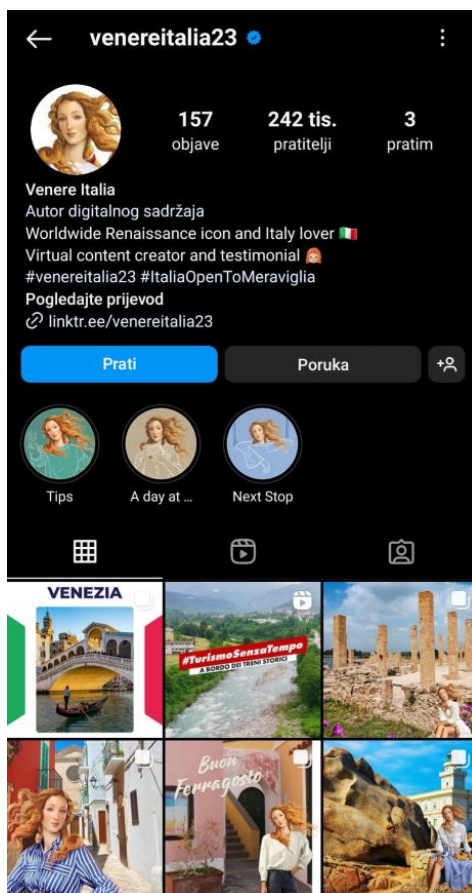 venereitalia23
157
objave
242 tis.
pratitelji
3
pratim
Venere Italia
Autor digitalnog sadržaja
Worldwide Renaissance icon and Italy lover 🇮🇹
Virtual content creator and testimonial 👩🏻‍🦰
#venereitalia23 #ItaliaOpenToMeraviglia
Pogledajte prijevod
linktr.ee/venereitalia23
Prati
Poruka
Tips
A day at ...
Next Stop
VENEZIA
#TurismoSenzaTempo
A BORDO DEI TRENI STORICI
Buon
Ferragosto